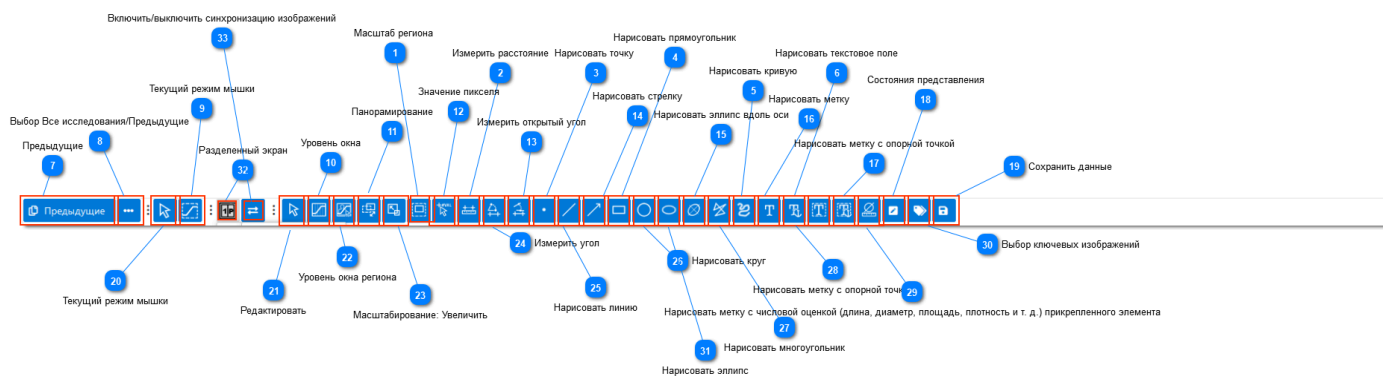 Включить/выключить синхронизацию изображений
33
Масштаб региона
1
Нарисовать прямоугольник
4
Измерить расстояние
2
Нарисовать точку
3
Нарисовать текстовое поле
6
Нарисовать кривую
5
Состояния представления
18
Текущий режим мышки
9
Значение пикселя
12
Нарисовать стрелку
14
Нарисовать метку
16
Выбор Все исследования/Предыдущие
8
Панорамирование
11
Измерить открытый угол
13
Нарисовать эллипс вдоль оси
15
Предыдущие
7
Разделенный экран
32
Уровень окна
10
Нарисовать метку с опорной точкой
17
19
Сохранить данные
Предыдущие
T
24
Измерить угол
30
Выбор ключевых изображений
22
Уровень окна региона
26
Нарисовать круг
28
Нарисовать метку с опорной
29
20
Текущий режим мышки
21
Редактировать
23
Масштабирование: Увеличить
25
Нарисовать линию
Нарисовать метку с числовой оценкой (длина, диаметр, площадь, плотность и т. д.) прикрепленного элемента
27
Нарисовать многоугольник
31
Нарисовать эллипс